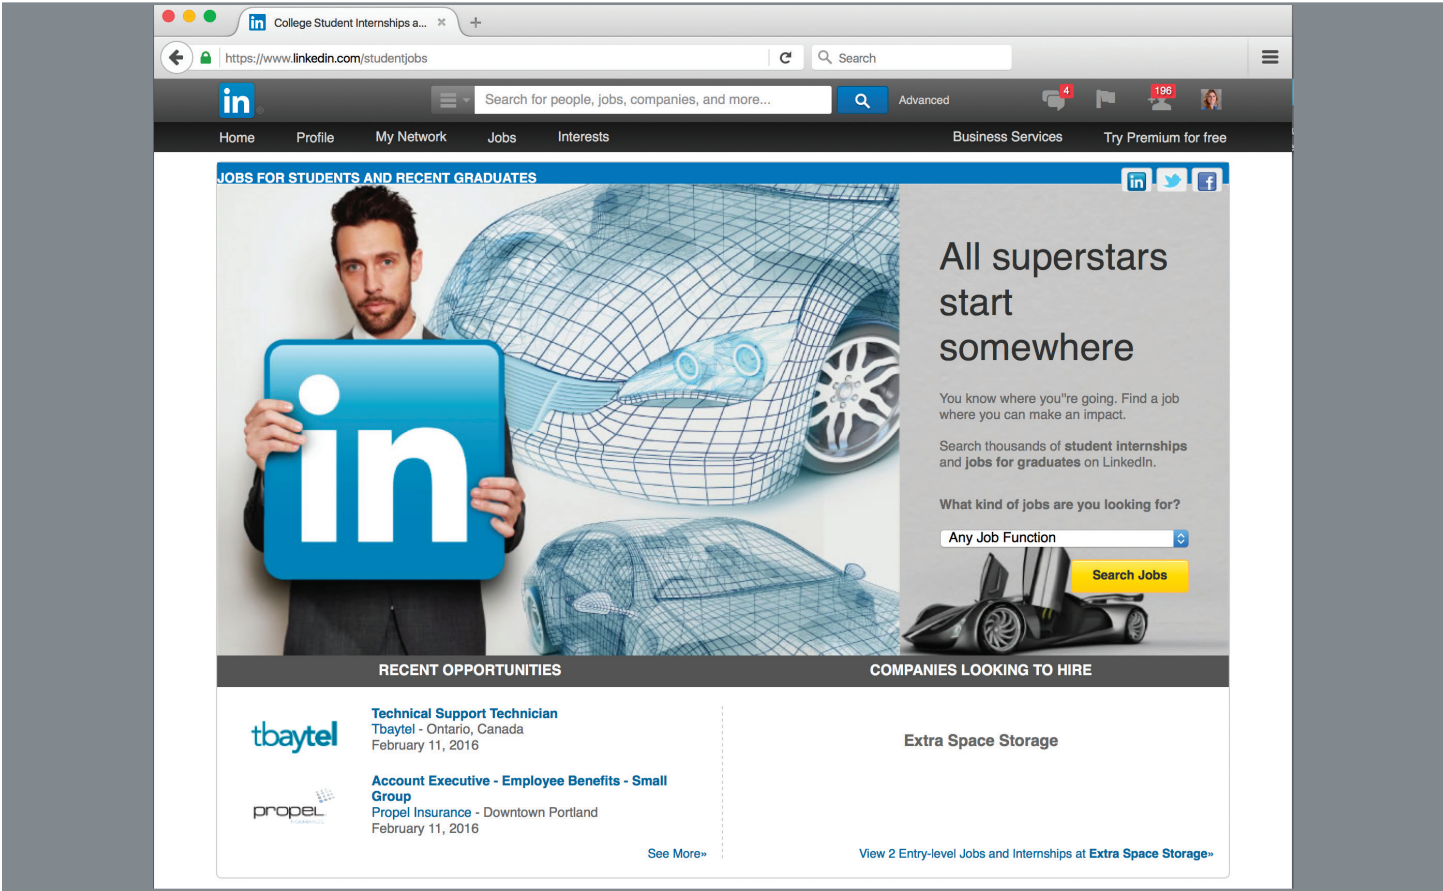 College Student Internships a...
https://www.linkedin.com/studentjobs
Search
in
Search for people, jobs, companies, and more...
Advanced
4
196
Home Profile My Network Jobs Interests Business Services Try Premium for free
JOBS FOR STUDENTS AND RECENT GRADUATES
in
f
All superstars
start
somewhere
You know where you"re going. Find a job
where you can make an impact.
Search thousands of student internships
and jobs for graduates on LinkedIn.
What kind of jobs are you looking for?
Any Job Function
Search Jobs
in
RECENT OPPORTUNITIES
tbaytel
Technical Support Technician
Tbaytel - Ontario, Canada
February 11, 2016
propel
Account Executive - Employee Benefits - Small
Group
Propel Insurance - Downtown Portland
February 11, 2016
See More»
COMPANIES LOOKING TO HIRE
Extra Space Storage
View 2 Entry-level Jobs and Internships at Extra Space Storage»